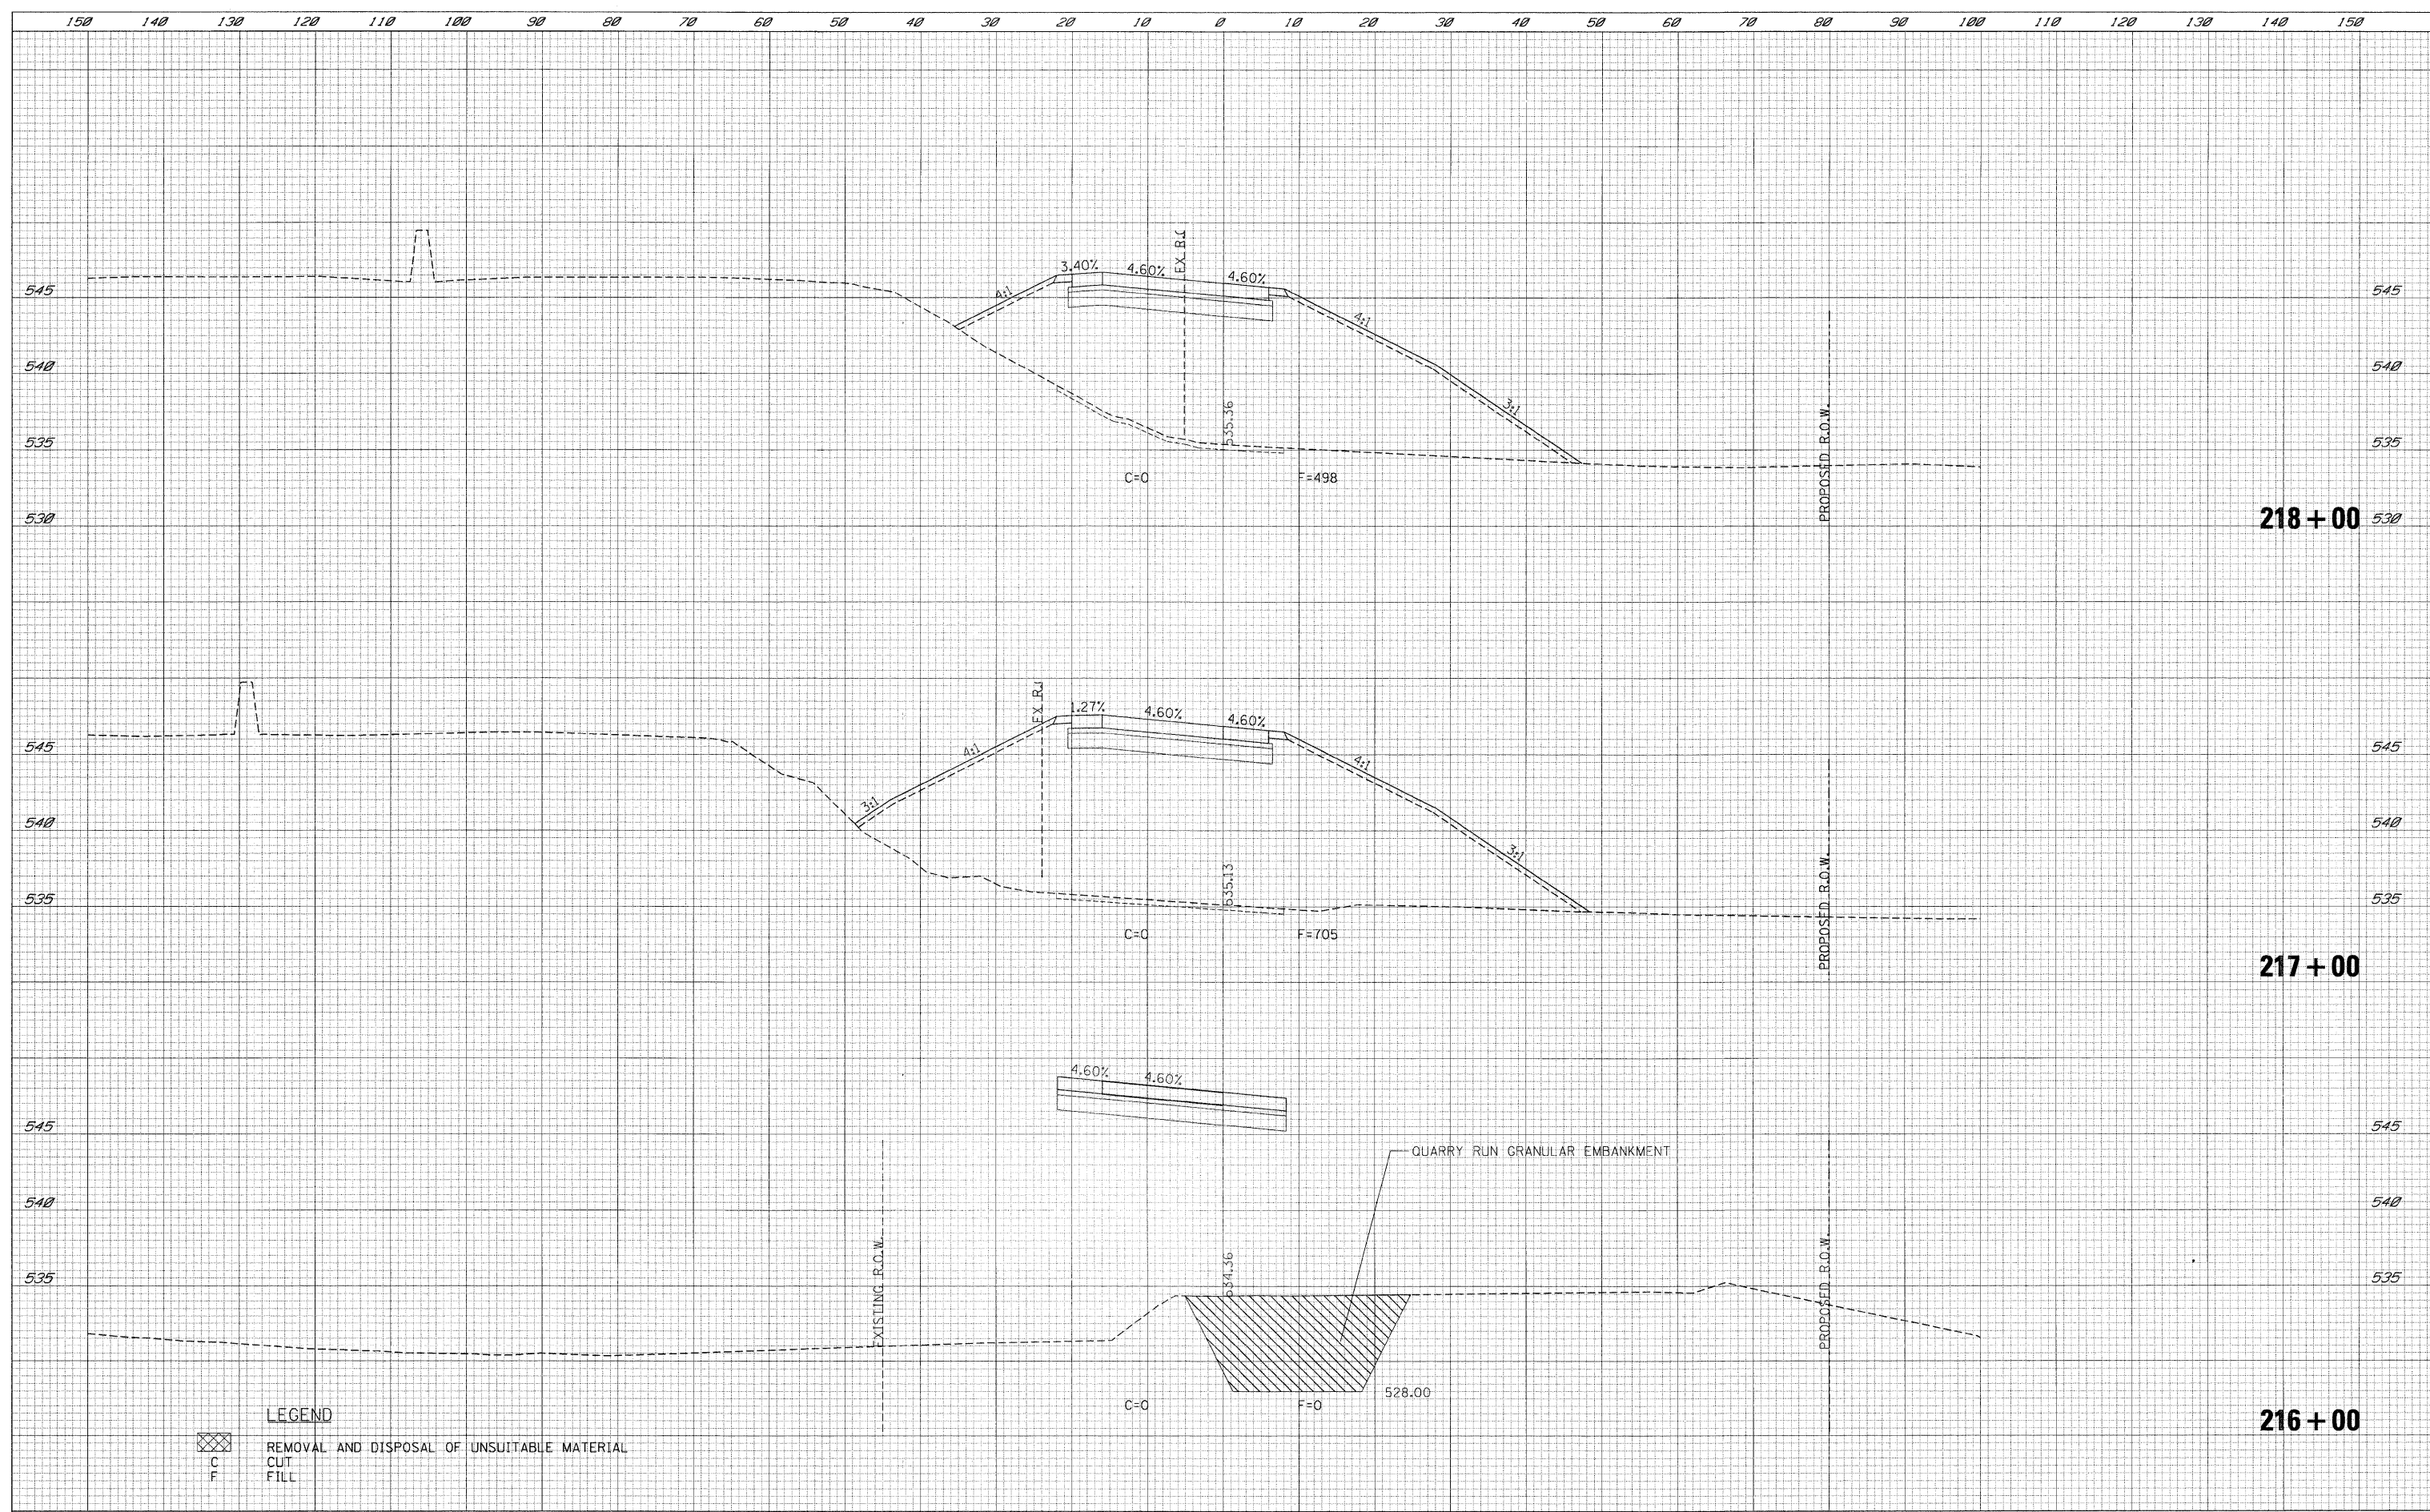 150 140 130 120 110 100 90 80 70 60 50 40 30 20 10 0 10 20 30 40 50 60 70 80 90 100 110 120 130 140 150
3.40% 4.60% 4.60%
EX R.
545 4:1 4:1 545
540 540
3:1
535 535.36 535
C=0 F=498
PROPOSED R.O.W.
530 218+00 530
EX R.
1.27% 4.60% 4.60%
545 4:1 4:1 545
540 3:1 3:1 540
535 535.13 535
C=0 F=705
PROPOSED R.O.W.
217+00
4.60% 4.60%
545 545
QUARRY RUN GRANULAR EMBANKMENT
540 540
535 534.36 535
EXISTING R.O.W. PROPOSED R.O.W.
528.00
C=0 F=0
216+00
LEGEND
REMOVAL AND DISPOSAL OF UNSUITABLE MATERIAL
C CUT
F FILL